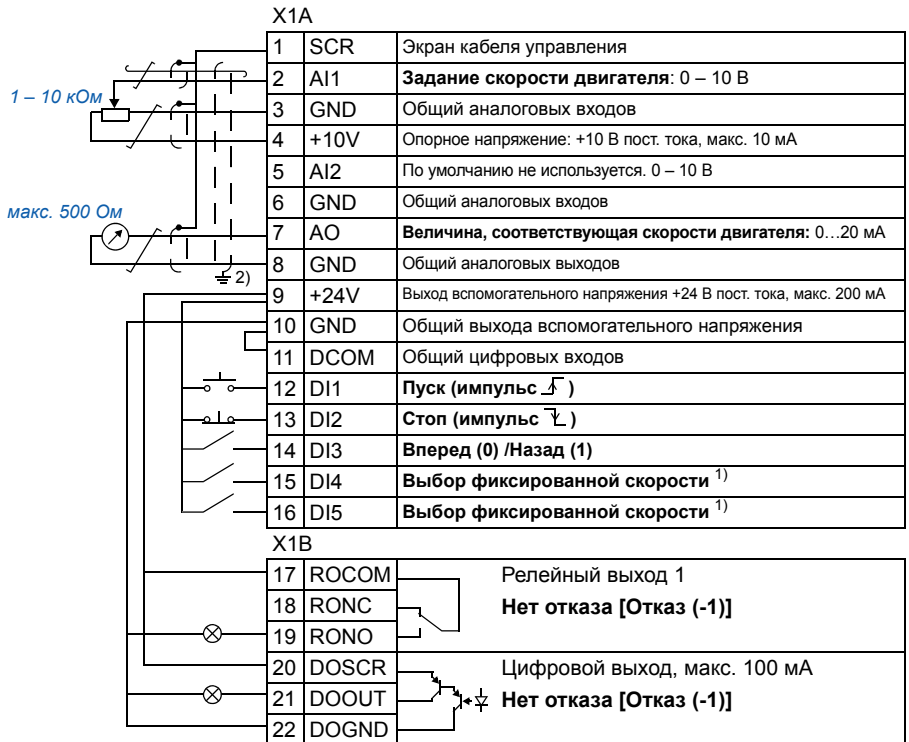 X1A
1 SCR Экран кабеля управления
2 AI1 Задание скорости двигателя: 0 – 10 В
1 – 10 кОм
3 GND Общий аналоговых входов
4 +10V Опорное напряжение: +10 В пост. тока, макс. 10 мА
5 AI2 По умолчанию не используется. 0 – 10 В
6 GND Общий аналоговых входов
макс. 500 Ом
7 AO Величина, соответствующая скорости двигателя: 0…20 мА
8 GND Общий аналоговых выходов
2)
9 +24V Выход вспомогательного напряжения +24 В пост. тока, макс. 200 мА
10 GND Общий выхода вспомогательного напряжения
11 DCOM Общий цифровых входов
12 DI1 Пуск (импульс )
13 DI2 Стоп (импульс )
14 DI3 Вперед (0) /Назад (1)
15 DI4 Выбор фиксированной скорости 1)
16 DI5 Выбор фиксированной скорости 1)
X1B
17 ROCOM Релейный выход 1
18 RONC Нет отказа [Отказ (-1)]
19 RONO
20 DOSCR Цифровой выход, макс. 100 мА
21 DOOUT Нет отказа [Отказ (-1)]
22 DOGND